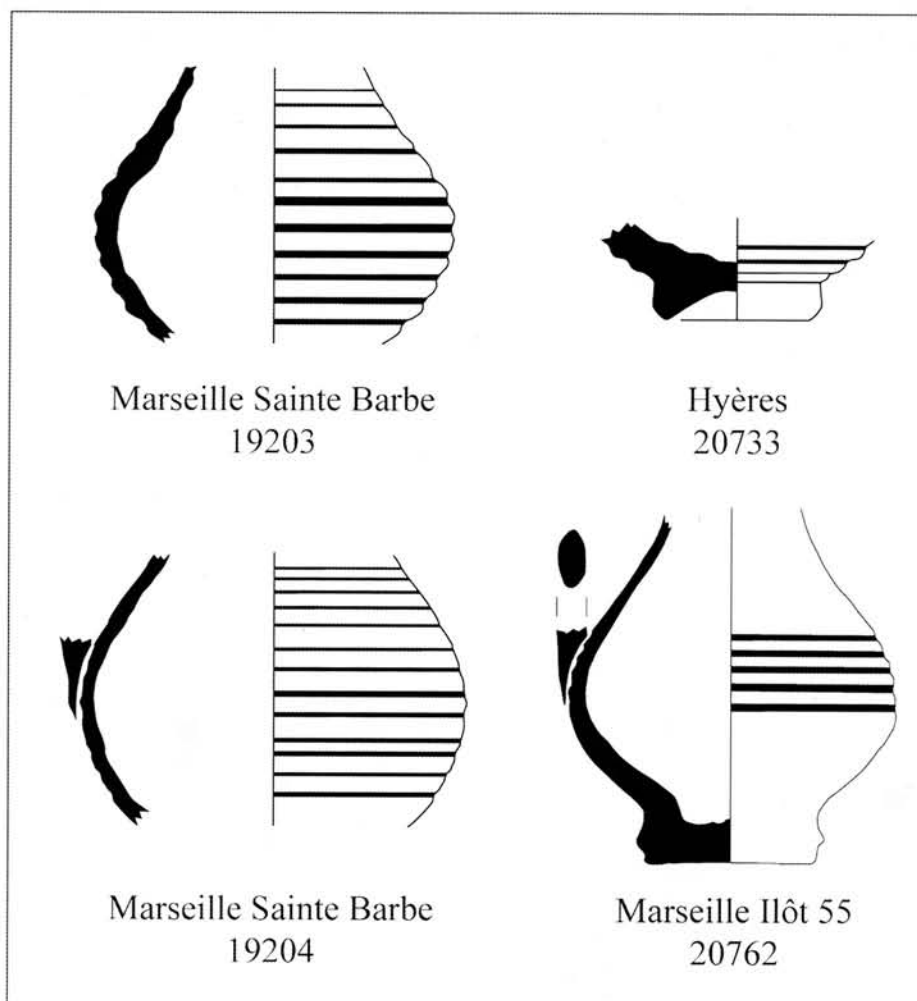 Marseille Sainte Barbe
19203
Hyères
20733
Marseille Sainte Barbe
19204
Marseille Ilôt 55
20762